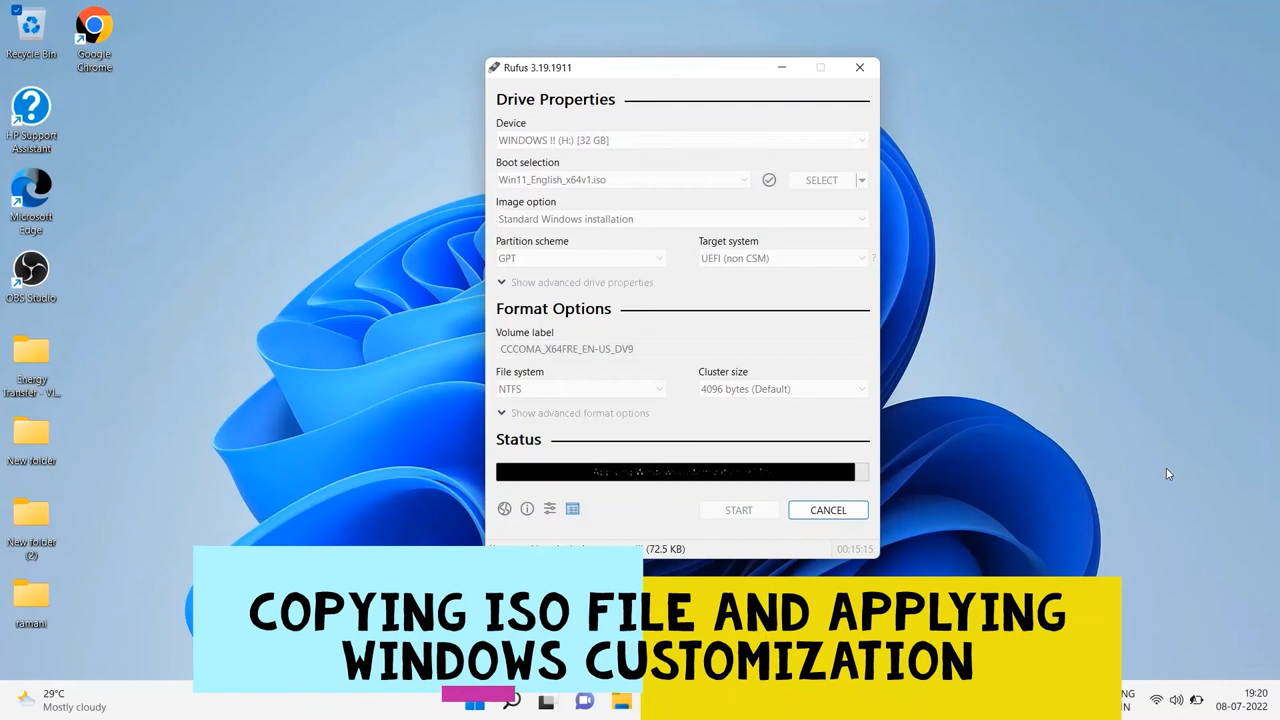 Recycle Bin
Google
Chrome
HP Support
Assistant
Microsoft
Edge
OBS Studio
Energy
Transfer - VI...
New folder
New folder
(2)
ramani
Rufus 3.19.1911
Drive Properties
Device
WINDOWS !! (H:) [32 GB]
Boot selection
Win11_English_x64v1.iso
SELECT
Image option
Standard Windows installation
Partition scheme
Target system
GPT
UEFI (non CSM)
?
Show advanced drive properties
Format Options
Volume label
CCCOMA_X64FRE_EN-US_DV9
File system
Cluster size
NTFS
4096 bytes (Default)
Show advanced format options
Status
START
CANCEL
(72.5 KB)
00:15:15
COPYING ISO FILE AND APPLYING
WINDOWS CUSTOMIZATION
29°C
Mostly cloudy
19:20
08-07-2022